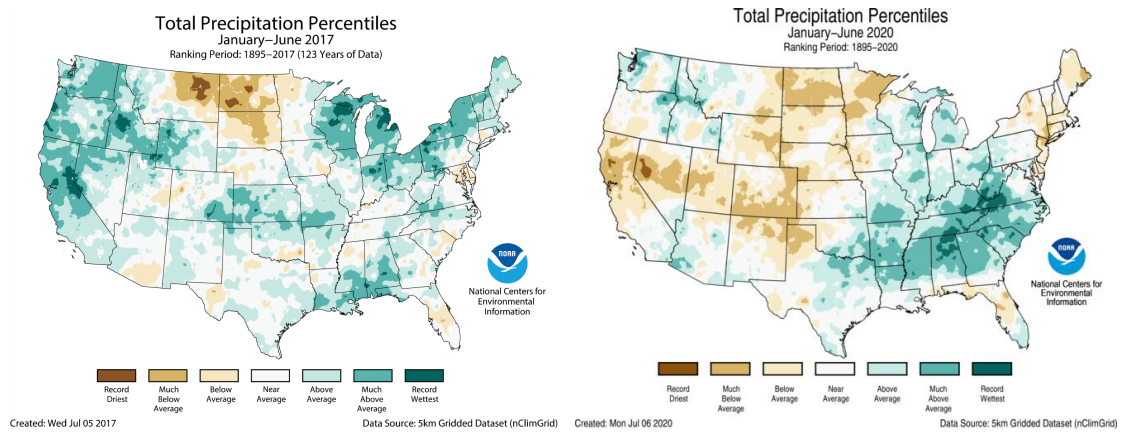 Total Precipitation Percentiles
January–June 2017
Ranking Period: 1895–2017 (123 Years of Data)
NOAA
National Centers for
Environmental
Information
Record
Driest
Much
Below
Average
Below
Average
Near
Average
Above
Average
Much
Above
Average
Record
Wettest
Created: Wed Jul 05 2017
Data Source: 5km Gridded Dataset (nClimGrid)
Total Precipitation Percentiles
January–June 2020
Ranking Period: 1895–2020
NOAA
National Centers for
Environmental
Information
Record
Driest
Much
Below
Average
Below
Average
Near
Average
Above
Average
Much
Above
Average
Record
Wettest
Created: Mon Jul 06 2020
Data Source: 5km Gridded Dataset (nClimGrid)